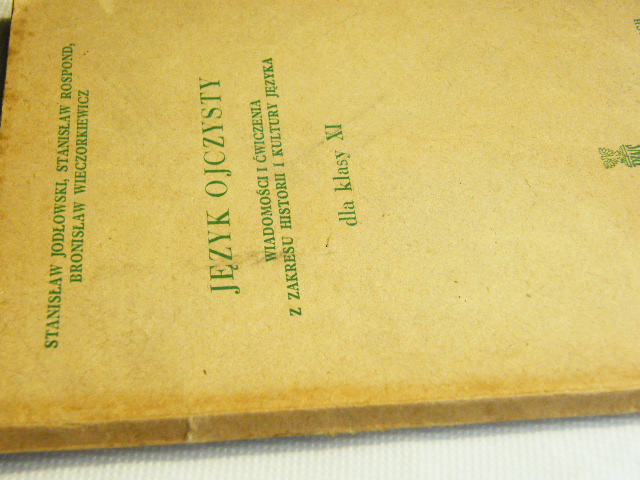 STANISŁAW JODŁOWSKI, STANISŁAW ROSPOND,
BRONISŁAW WIECZORKIEWICZ
JĘZYK OJCZYSTY
WIADOMOŚCI I ĆWICZENIA
Z ZAKRESU HISTORII I KULTURY JĘZYKA
dla klasy XI